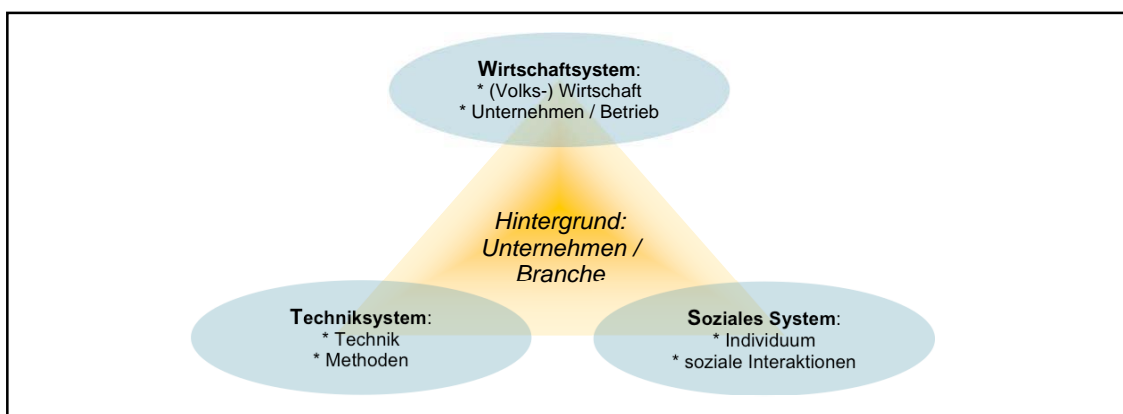 Wirtschaftsystem:
* (Volks-) Wirtschaft
* Unternehmen / Betrieb
Hintergrund:
Unternehmen /
Branche
Techniksystem:
* Technik
* Methoden
Soziales System:
* Individuum
* soziale Interaktionen